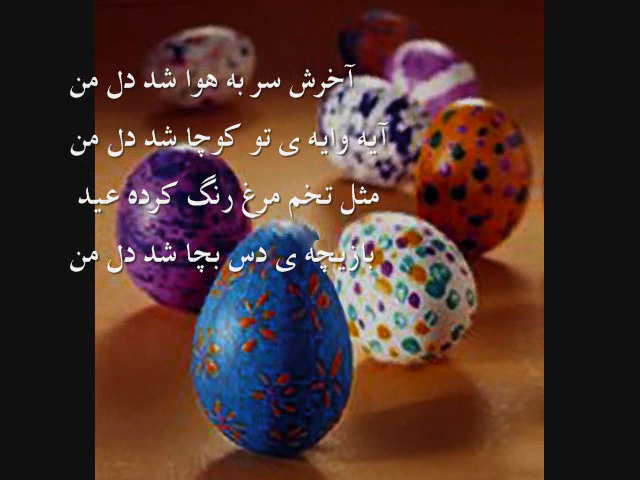 آخرش سر به هوا شد دل من
آیه وایه ی تو کوچا شد دل من
مثل تخم مرغ رنگ کرده عید
بازیچه ی دس بچا شد دل من